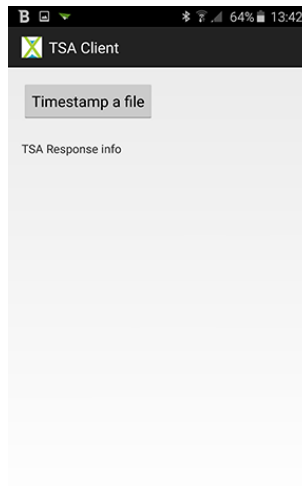 B 64% 13:42
TSA Client
Timestamp a file
TSA Response info